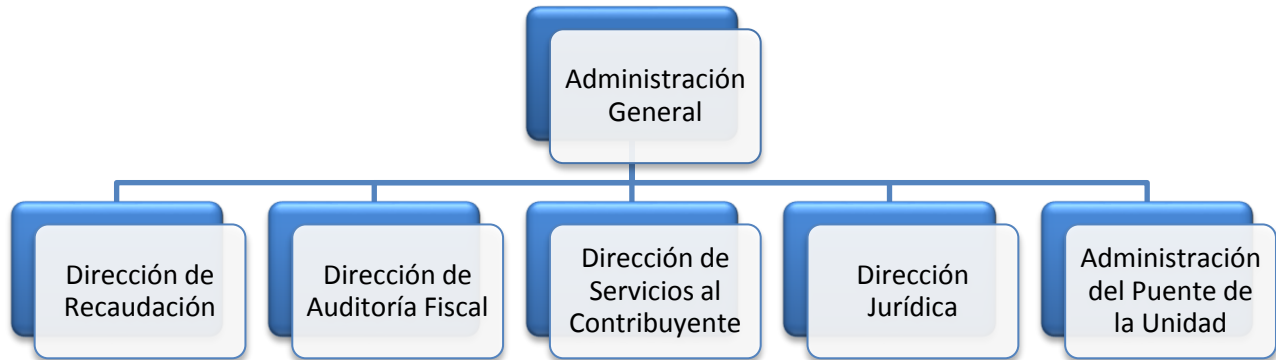 Administración
General
Dirección de
Recaudación
Dirección de
Auditoría Fiscal
Dirección de
Servicios al
Contribuyente
Dirección
Jurídica
Administración
del Puente de
la Unidad